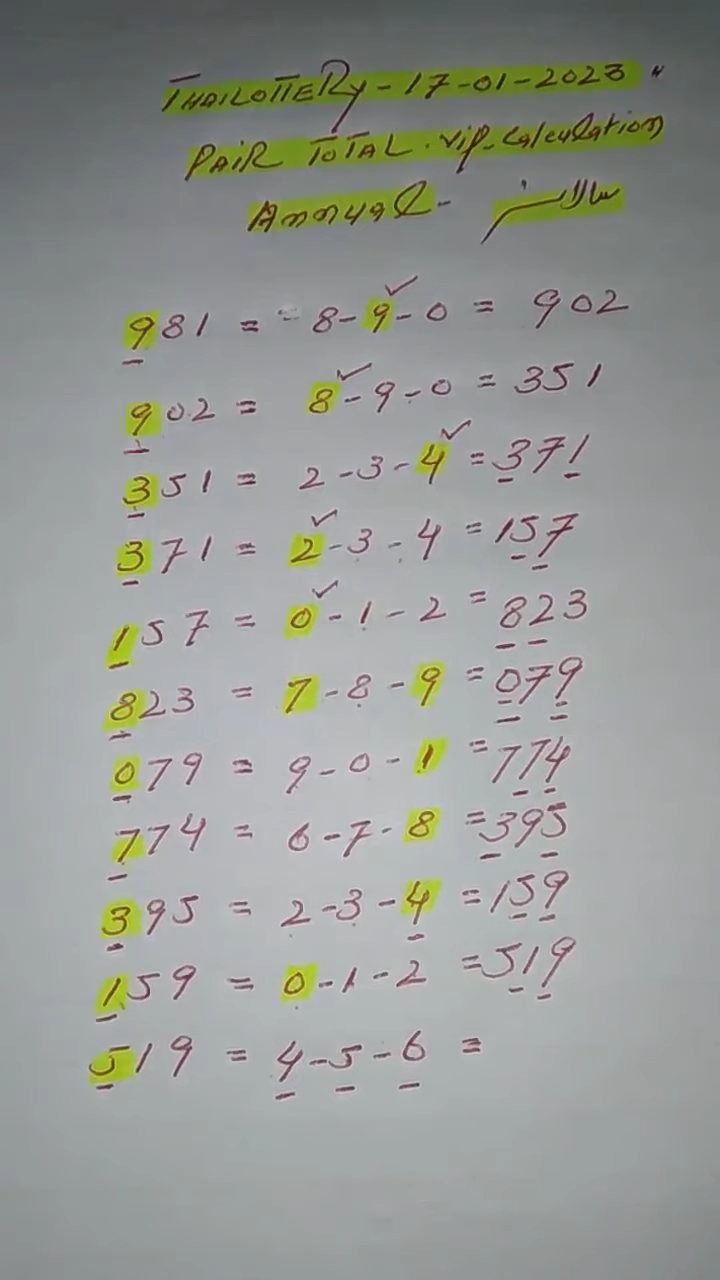 THAILOTTERY - 17-01-2023 "
PAIR TOTAL. Vip-Calculation
Annual - سالانہ
981 = 8-9-0 = 902
902 = 8-9-0 = 351
351 = 2-3-4 = 371
371 = 2-3-4 = 157
157 = 0-1-2 = 823
823 = 7-8-9 = 079
079 = 9-0-1 = 774
774 = 6-7-8 = 395
395 = 2-3-4 = 159
159 = 0-1-2 = 519
519 = 4-5-6 =